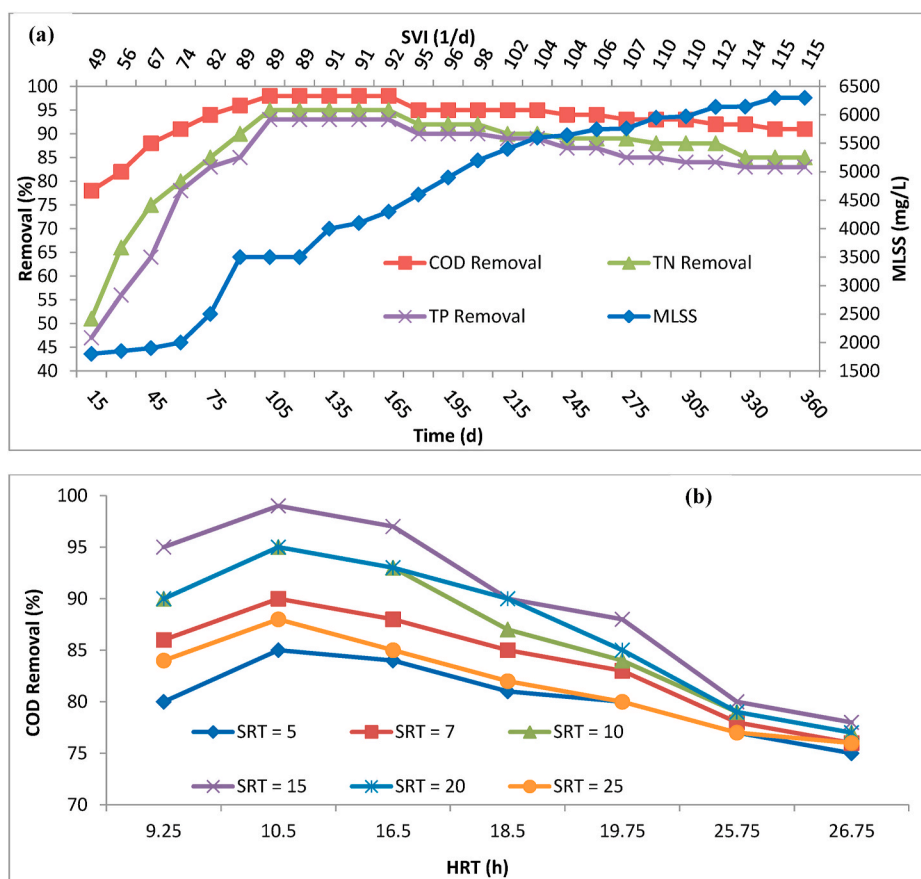 (a)
SVI (1/d)
49 56 67 74 82 89 89 89 91 91 92 95 96 98 102 104 104 106 107 110 110 112 114 115 115
100 95 90 85 80 75 70 65 60 55 50 45 40
Removal (%)
6500 6000 5500 5000 4500 4000 3500 3000 2500 2000 1500
MLSS (mg/L)
COD Removal TN Removal
TP Removal MLSS
15 45 75 105 135 165 195 215 245 275 305 330 360
Time (d)
(b)
100 95 90 85 80 75 70
COD Removal (%)
SRT = 5 SRT = 7 SRT = 10
SRT = 15 SRT = 20 SRT = 25
9.25 10.5 16.5 18.5 19.75 25.75 26.75
HRT (h)